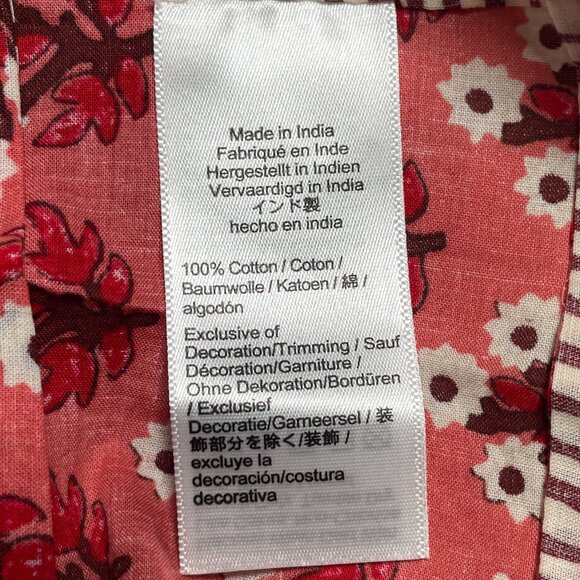 Made in India
Fabriqué en Inde
Hergestellt in Indien
Vervaardigd in India
インド製
hecho en india
100% Cotton / Coton /
Baumwolle / Katoen / 綿 /
algodón
Exclusive of
Decoration/Trimming / Sauf
Décoration/Garniture /
Ohne Dekoration/Bordüren
/ Exclusief
Decoratie/Garneersel / 装
飾部分を除く/装飾 /
excluye la
decoración/costura
decorativa